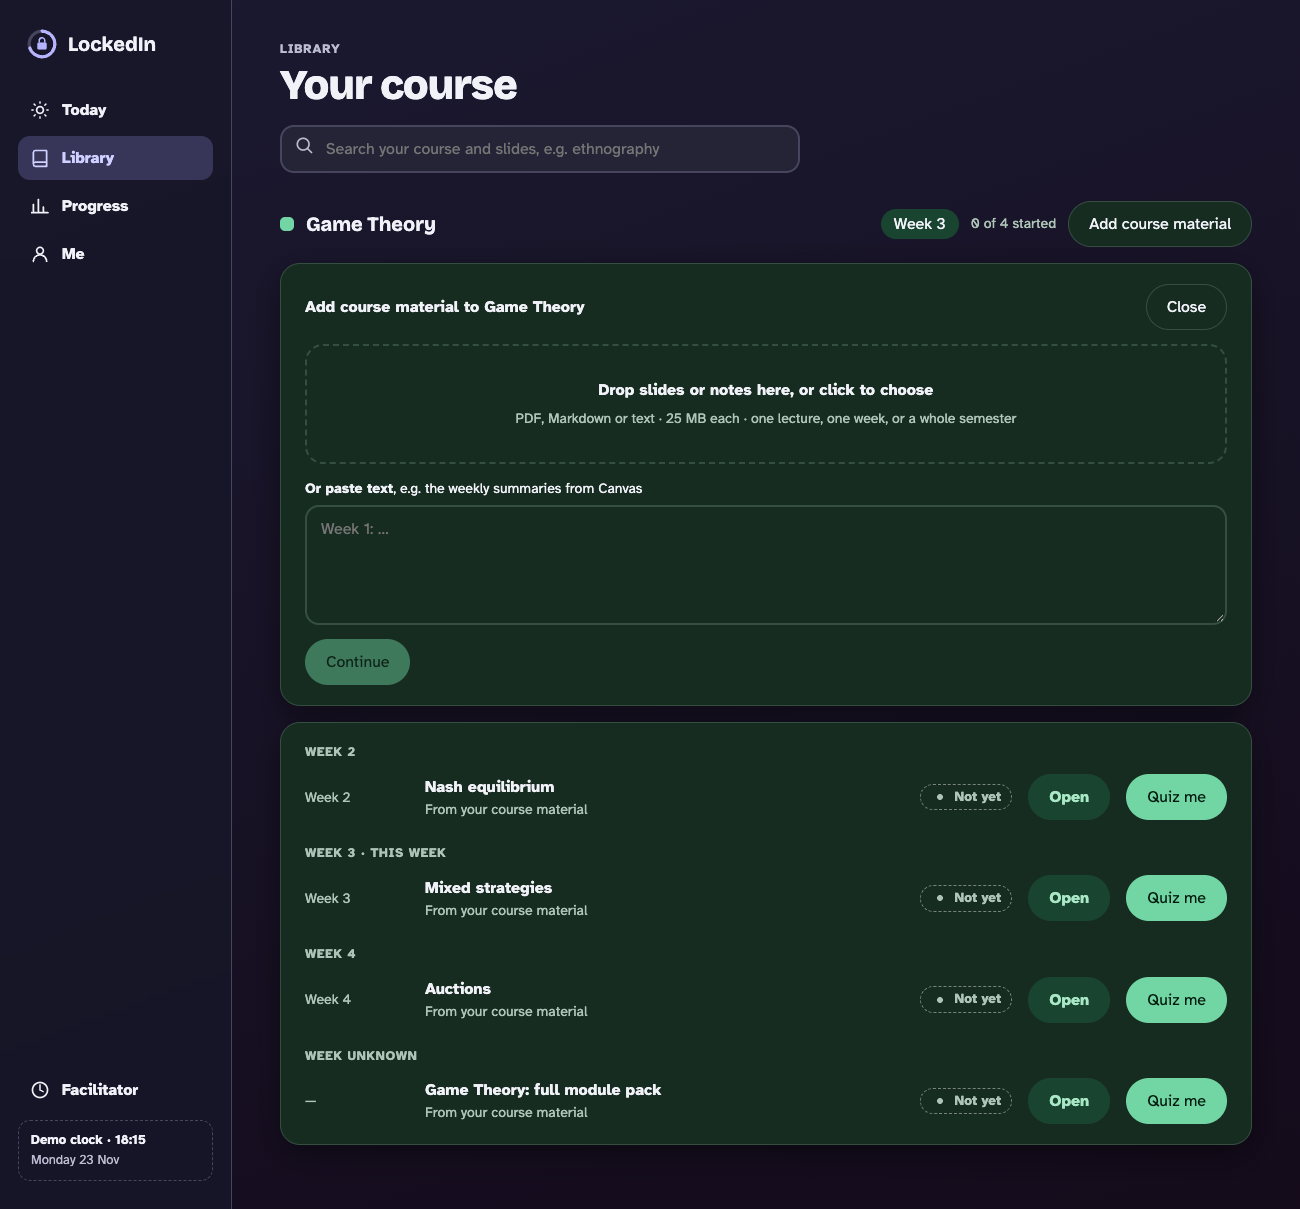 LockedIn
Today
Library
Progress
Me
Facilitator
Demo clock · 18:15
Monday 23 Nov
LIBRARY
Your course
Search your course and slides, e.g. ethnography
Game Theory
Week 3
0 of 4 started
Add course material
Add course material to Game Theory
Close
Drop slides or notes here, or click to choose
PDF, Markdown or text · 25 MB each · one lecture, one week, or a whole semester
Or paste text, e.g. the weekly summaries from Canvas
Week 1: ...
Continue
WEEK 2
Week 2
Nash equilibrium
From your course material
Not yet
Open
Quiz me
WEEK 3 · THIS WEEK
Week 3
Mixed strategies
From your course material
Not yet
Open
Quiz me
WEEK 4
Week 4
Auctions
From your course material
Not yet
Open
Quiz me
WEEK UNKNOWN
—
Game Theory: full module pack
From your course material
Not yet
Open
Quiz me